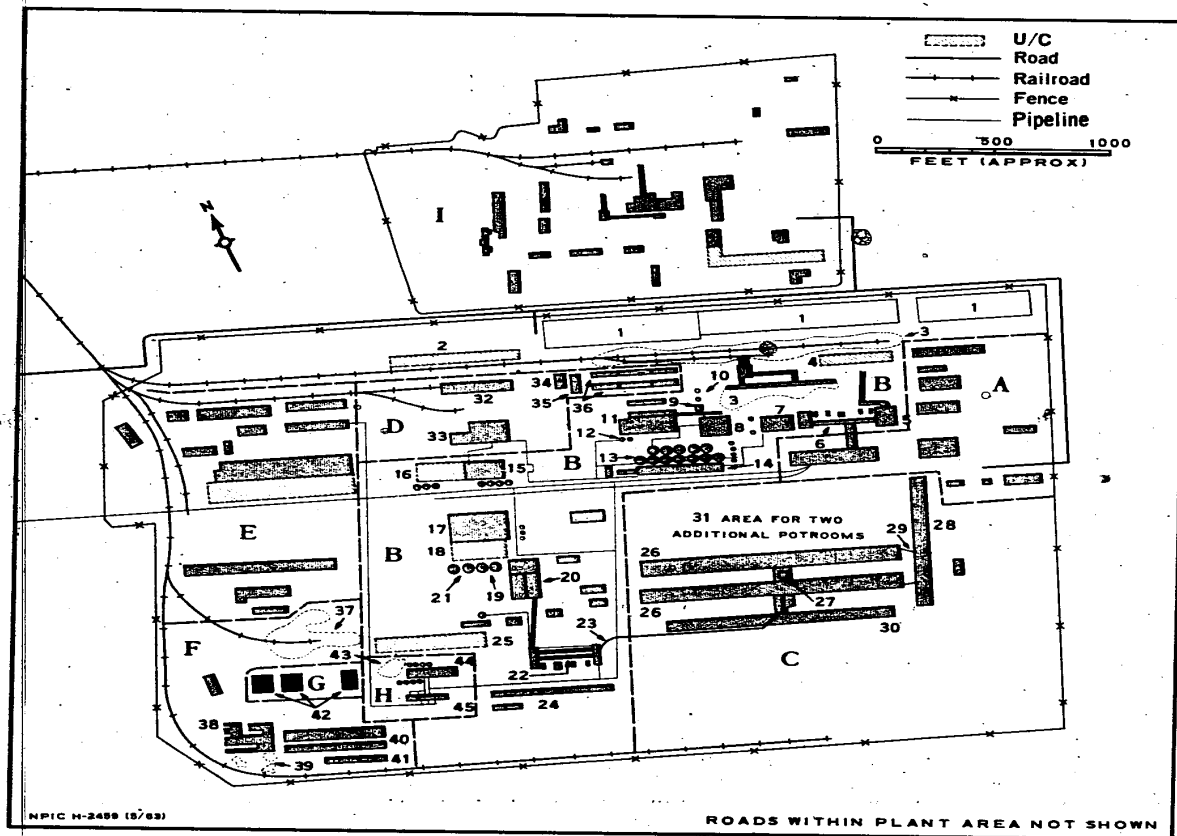 U/C
Road
Railroad
Fence
Pipeline
0 500 1000
FEET (APPROX)
N
I
1 1 1
2
3
4
3
34
35
36
32
10
9
B
A
D
33
11
12
13
7
8
5
6
14
B
16
15
E
17
18
B
31 AREA FOR TWO
ADDITIONAL POTROOMS
29
28
26
26
27
30
20
21
19
37
25
23
F
43
44
C
G
H
22
42
45
24
38
40
39
41
NPIC H-2459 (5/63)
ROADS WITHIN PLANT AREA NOT SHOWN